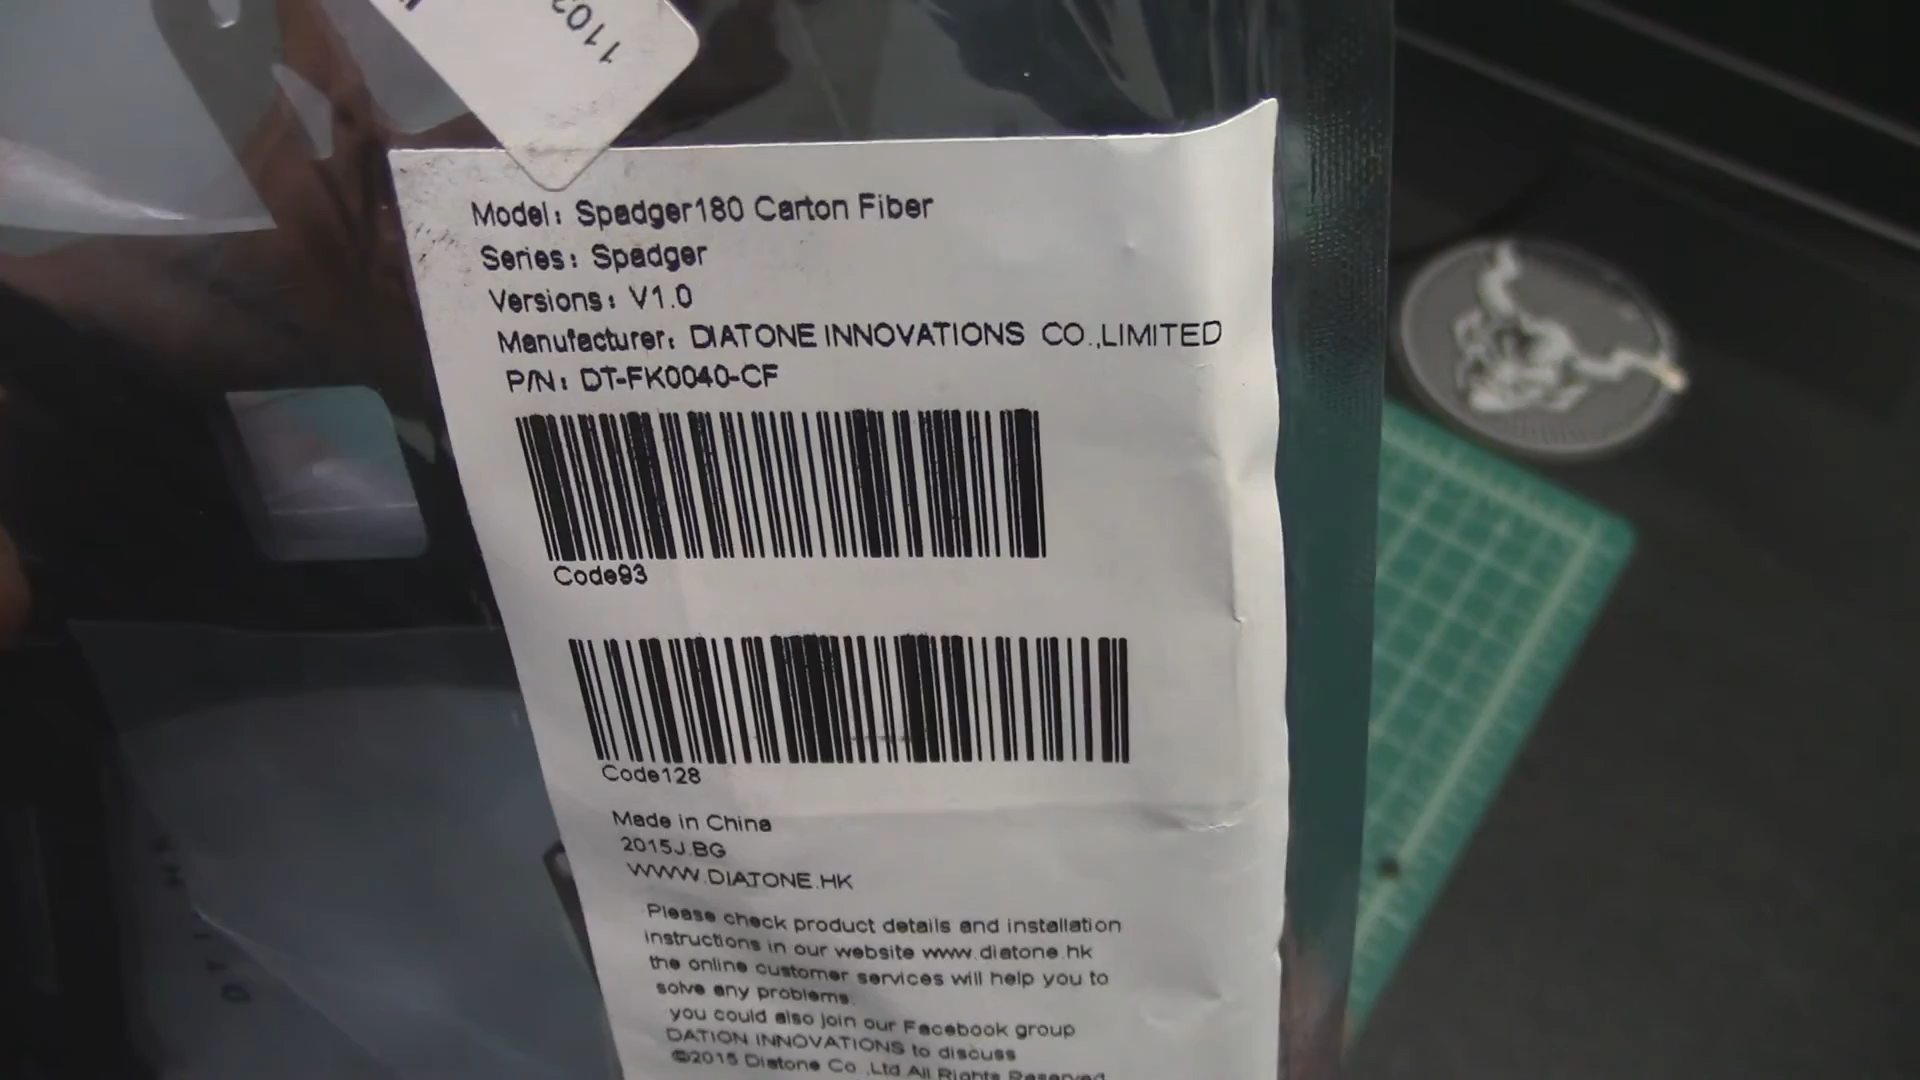 1102
Model: Spadger180 Carton Fiber
Series: Spadger
Versions: V1.0
Manufacturer: DIATONE INNOVATIONS CO.,LIMITED
P/N: DT-FK0040-CF
Code93
Code128
Made in China
2015J.BG
WWW.DIATONE.HK
Please check product details and installation
instructions in our website www.diatone.hk
the online customer services will help you to
solve any problems.
you could also join our Facebook group
DATION INNOVATIONS to discuss
©2015 Diatone Co.,Ltd All Rights Reserved